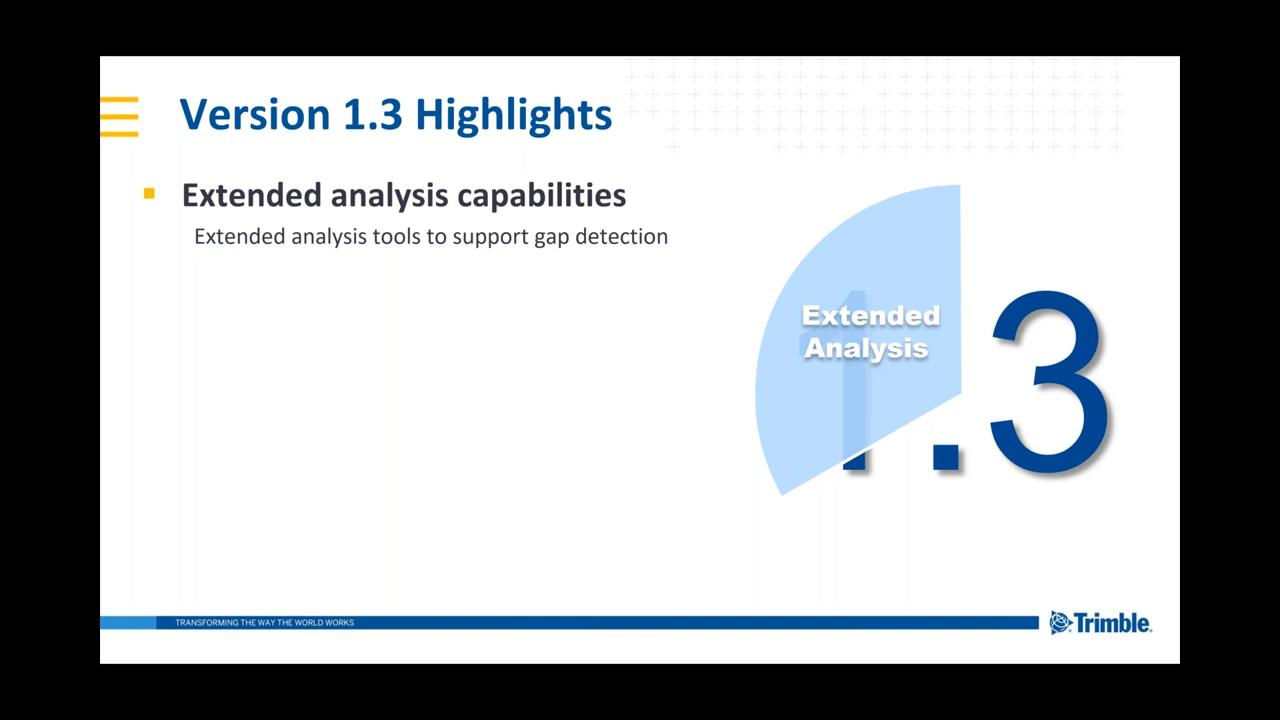 Version 1.3 Highlights
Extended analysis capabilities
Extended analysis tools to support gap detection
Extended
Analysis
1.3
TRANSFORMING THE WAY THE WORLD WORKS
Trimble